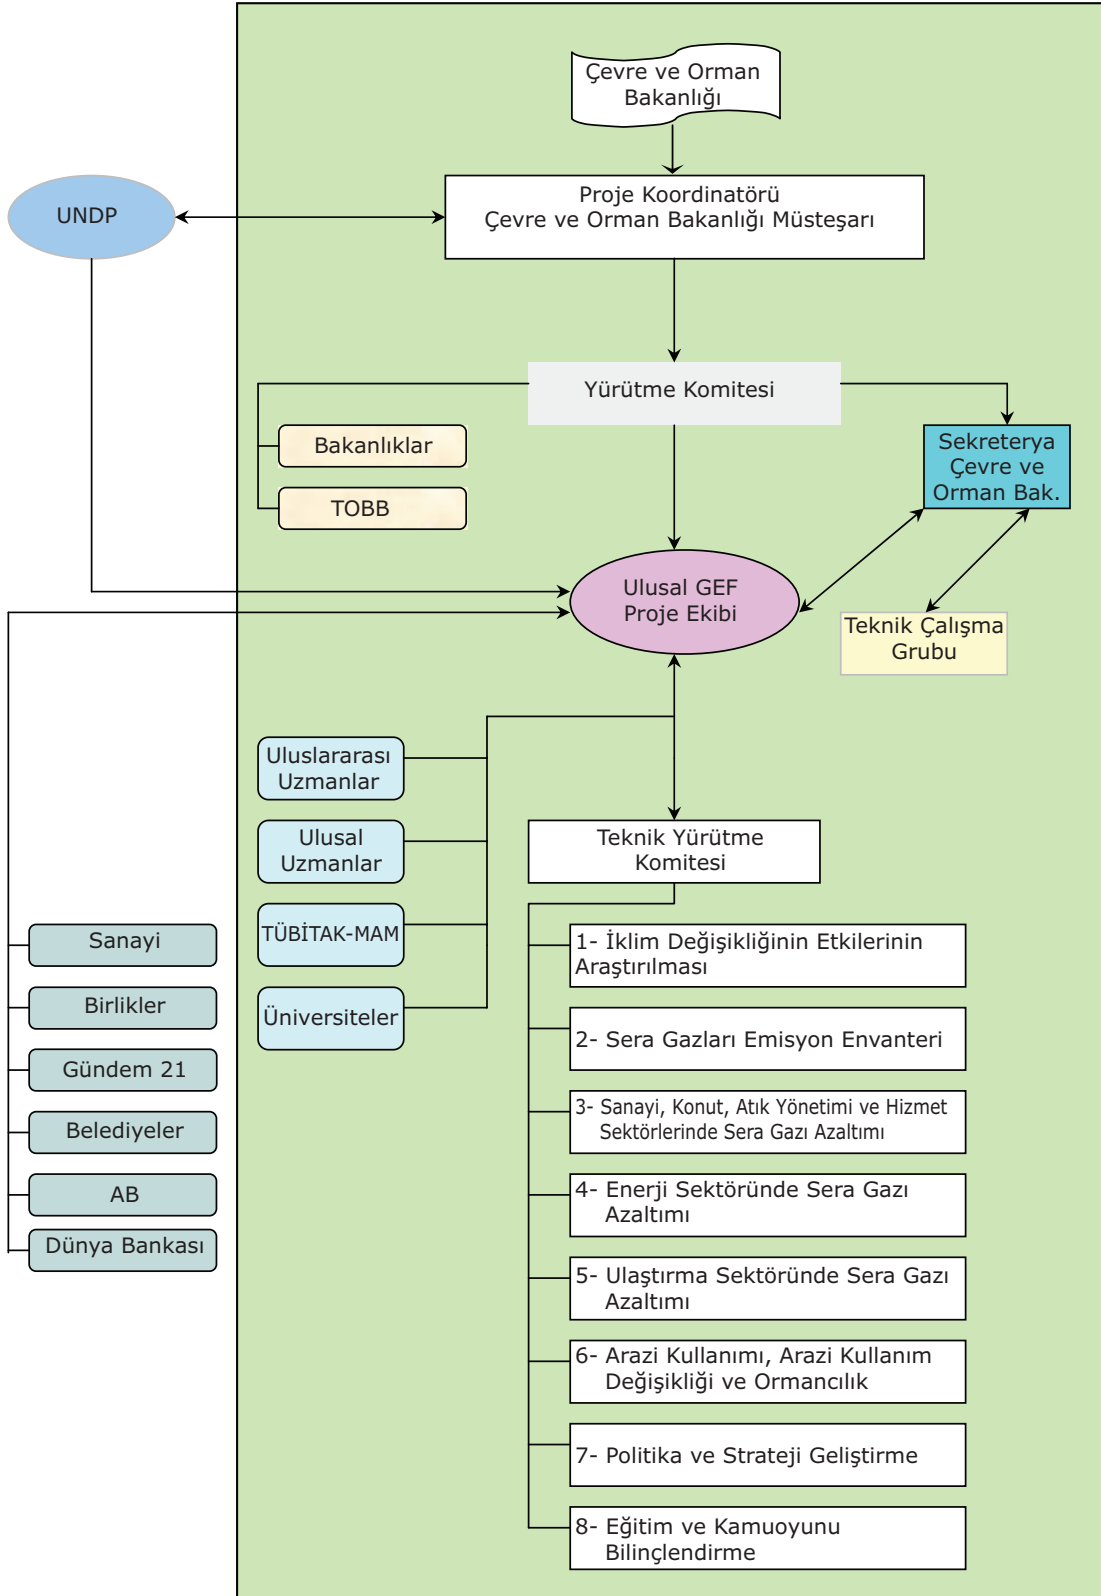 Çevre ve Orman
Bakanlığı
UNDP
Proje Koordinatörü
Çevre ve Orman Bakanlığı Müsteşarı
Yürütme Komitesi
Bakanlıklar
TOBB
Sekreterya
Çevre ve
Orman Bak.
Ulusal GEF
Proje Ekibi
Teknik Çalışma
Grubu
Uluslararası
Uzmanlar
Ulusal
Uzmanlar
TÜBİTAK-MAM
Üniversiteler
Teknik Yürütme
Komitesi
Sanayi
Birlikler
Gündem 21
Belediyeler
AB
Dünya Bankası
1- İklim Değişikliğinin Etkilerinin
Araştırılması
2- Sera Gazları Emisyon Envanteri
3- Sanayi, Konut, Atık Yönetimi ve Hizmet
Sektörlerinde Sera Gazı Azaltımı
4- Enerji Sektöründe Sera Gazı
Azaltımı
5- Ulaştırma Sektöründe Sera Gazı
Azaltımı
6- Arazi Kullanımı, Arazi Kullanım
Değişikliği ve Ormancılık
7- Politika ve Strateji Geliştirme
8- Eğitim ve Kamuoyunu
Bilinçlendirme